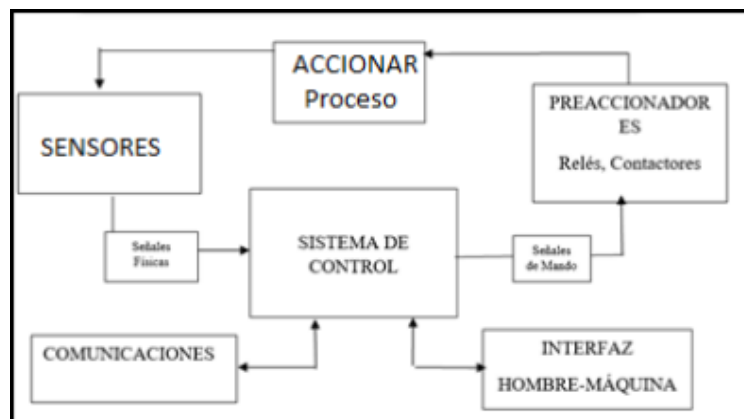 ACCIONAR
Proceso
SENSORES
PREACCIONADOR
ES
Relés, Contactores
Señales
Físicas
SISTEMA DE
CONTROL
Señales
de Mando
COMUNICACIONES
INTERFAZ
HOMBRE-MÁQUINA